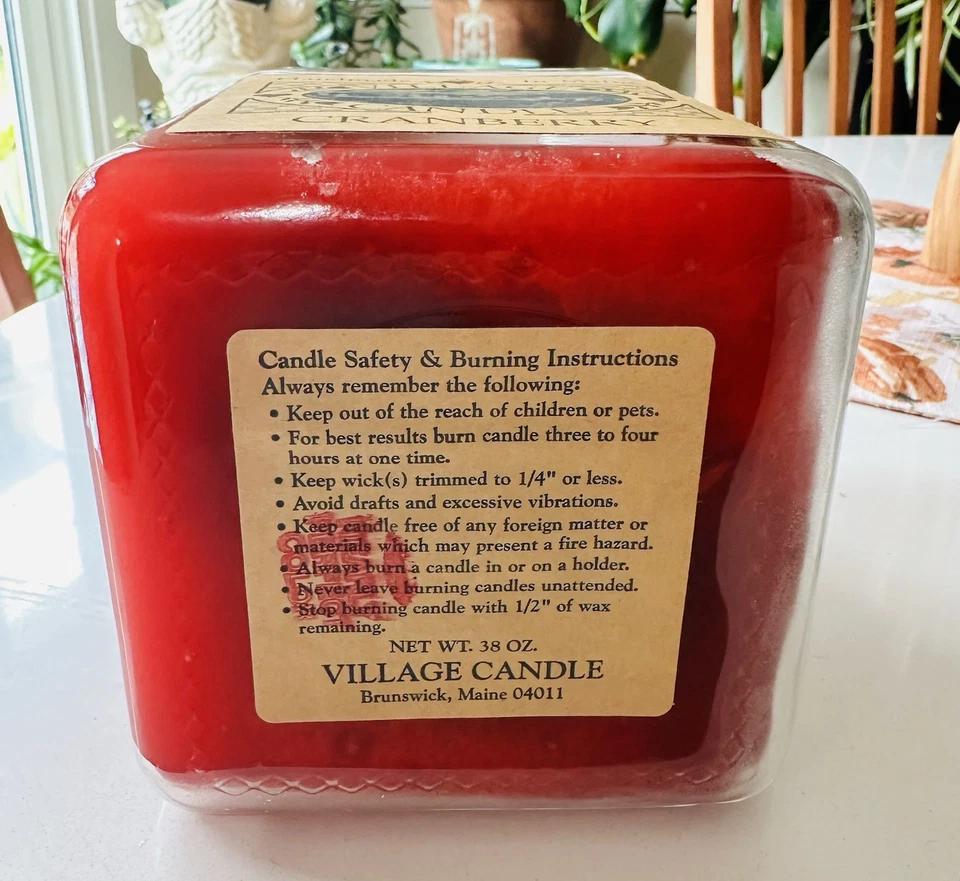 CRANBERRY
Candle Safety & Burning Instructions
Always remember the following:
• Keep out of the reach of children or pets.
• For best results burn candle three to four
hours at one time.
• Keep wick(s) trimmed to 1/4" or less.
• Avoid drafts and excessive vibrations.
• Keep candle free of any foreign matter or
materials which may present a fire hazard.
• Always burn a candle in or on a holder.
• Never leave burning candles unattended.
• Stop burning candle with 1/2" of wax
remaining.
NET WT. 38 OZ.
VILLAGE CANDLE
Brunswick, Maine 04011